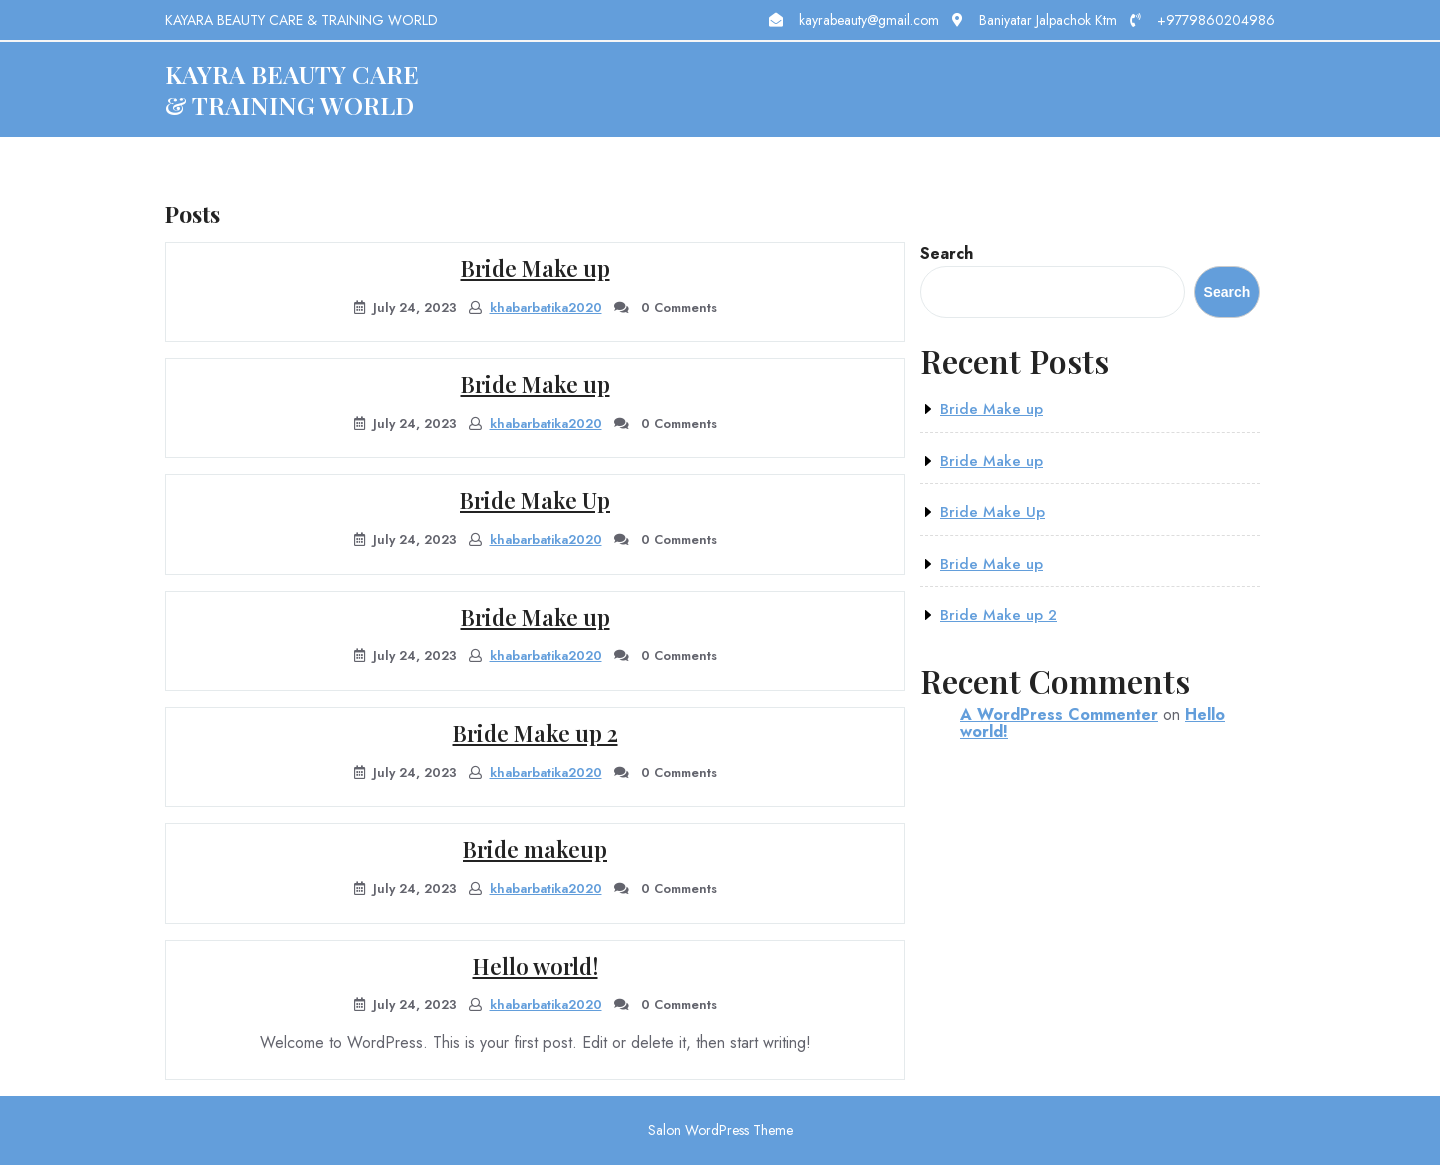 KAYARA BEAUTY CARE & TRAINING WORLD
kayrabeauty@gmail.com Baniyatar Jalpachok Ktm +9779860204986
KAYRA BEAUTY CARE
& TRAINING WORLD
Posts
Bride Make up
July 24, 2023 khabarbatika2020 0 Comments
Bride Make up
July 24, 2023 khabarbatika2020 0 Comments
Bride Make Up
July 24, 2023 khabarbatika2020 0 Comments
Bride Make up
July 24, 2023 khabarbatika2020 0 Comments
Bride Make up 2
July 24, 2023 khabarbatika2020 0 Comments
Bride makeup
July 24, 2023 khabarbatika2020 0 Comments
Hello world!
July 24, 2023 khabarbatika2020 0 Comments
Welcome to WordPress. This is your first post. Edit or delete it, then start writing!
Search
Search
Recent Posts
Bride Make up
Bride Make up
Bride Make Up
Bride Make up
Bride Make up 2
Recent Comments
A WordPress Commenter on Hello
world!
Salon WordPress Theme